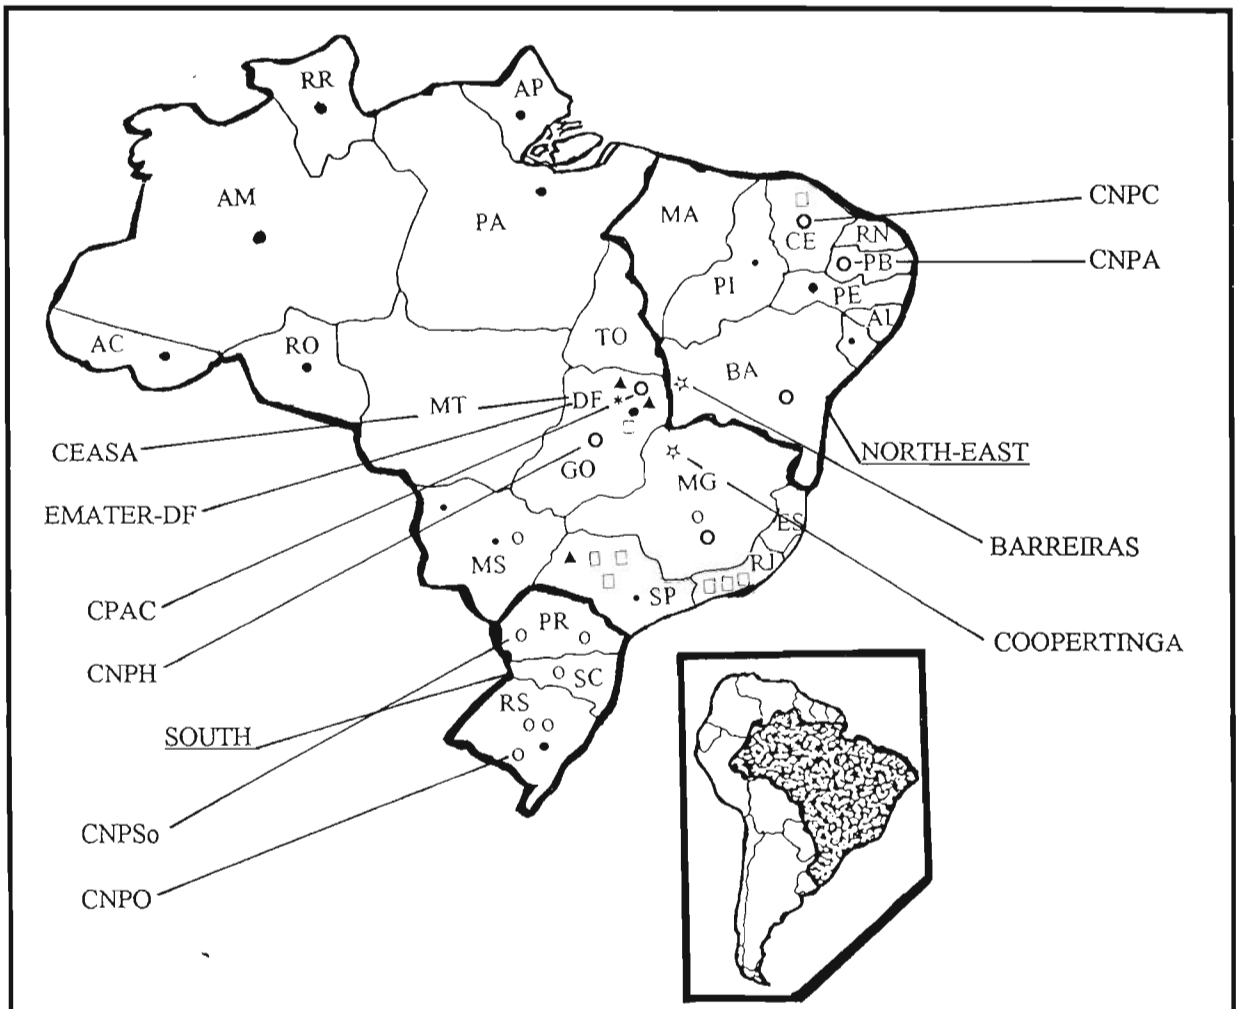 RR
AP
AM
PA
MA
CE
RN
CNPC
PI
PB
CNPA
PE
AL
AC
RO
TO
BA
MT
DF
CEASA
GO
MG
NORTH-EAST
EMATER-DF
ES
BARREIRAS
MS
RJ
SP
CPAC
PR
COOPERTINGA
CNPH
SC
RS
SOUTH
CNPSo
CNPO